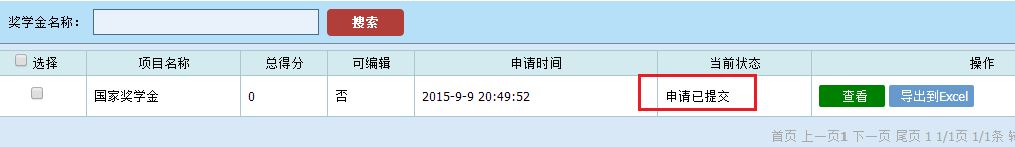 奖学金名称： 搜索
选择 项目名称 总得分 可编辑 申请时间 当前状态 操作
国家奖学金 0 否 2015-9-9 20:49:52 申请已提交 查看 导出到Excel
首页 上一页1 下一页 尾页 1 1/1页 1/1条